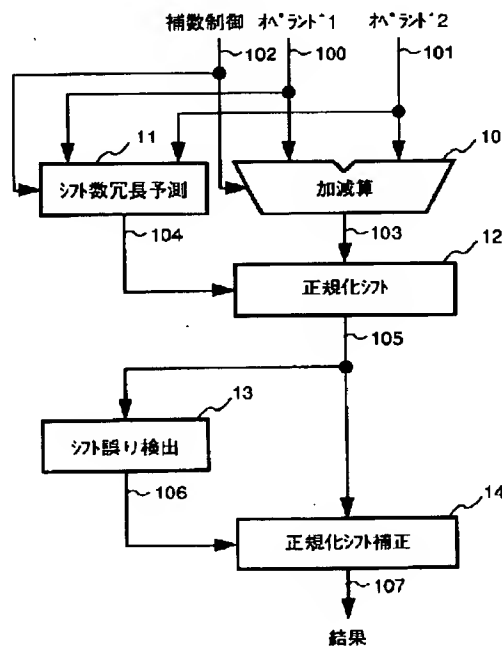 補数制御 オペランド1 オペランド2
102 100 101
11 10
シフト数冗長予測 加減算
104 103 12
正規化シフト
105
13
シフト誤り検出
106 14
正規化シフト補正
107
結果